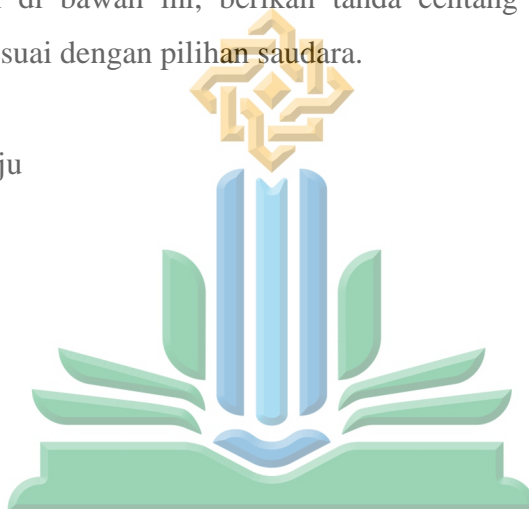 di bawah ini, berikan tanda centang
suai dengan pilihan saudara.
ju